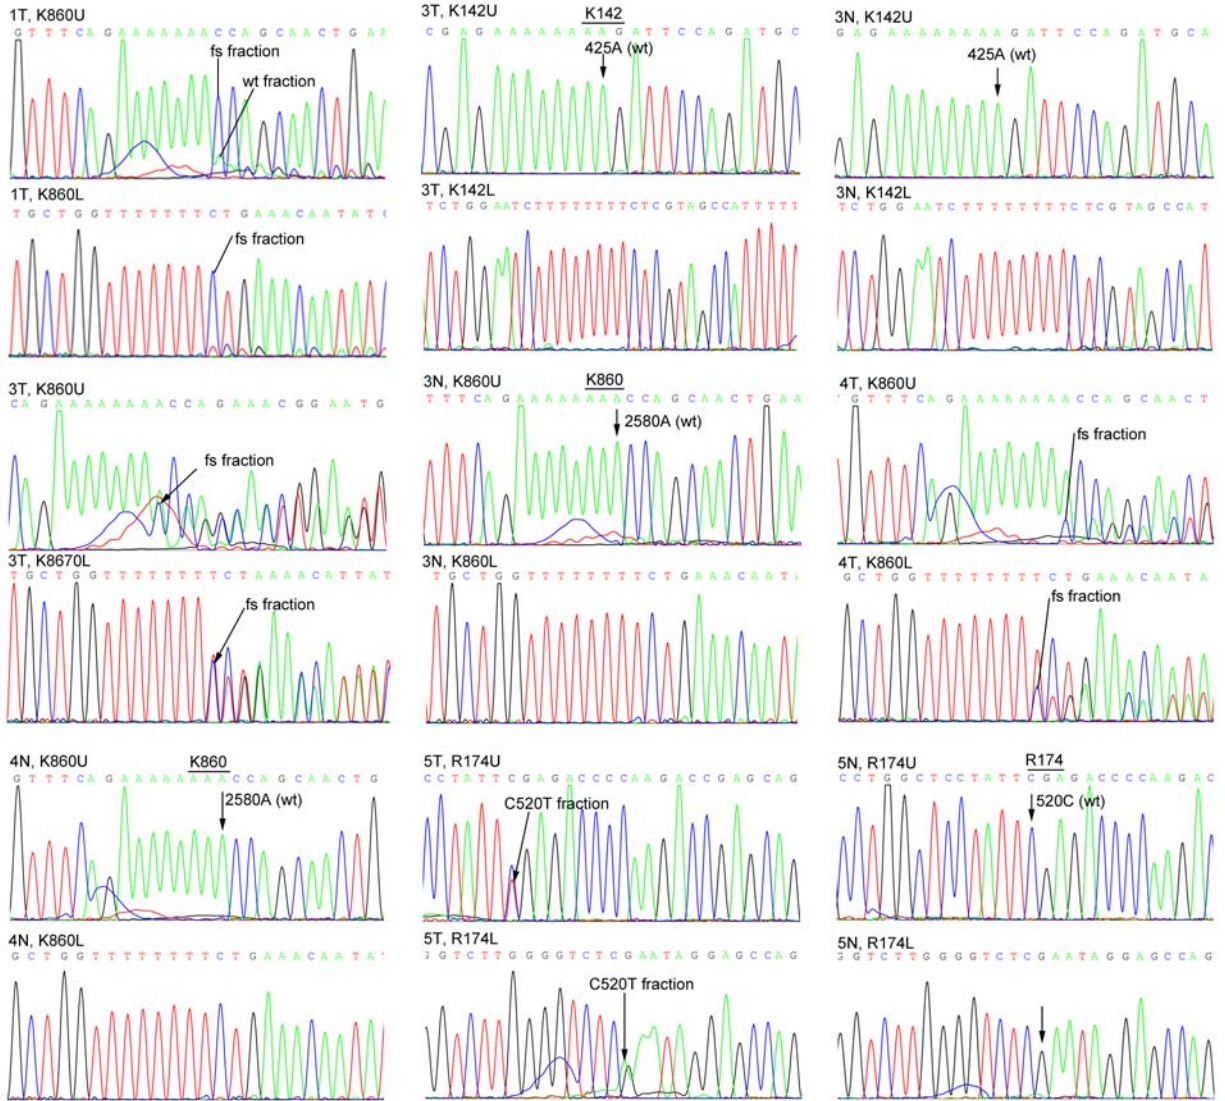 1T, K860U
G T T T C A G A A A A A A A C C A G C A A C T G A A
fs fraction
wt fraction
3T, K142U
K142
C G A G A A A A A A A A G A T T C C A G A T G C
425A (wt)
3N, K142U
G A G A A A A A A A A G A T T C C A G A T G C A
425A (wt)
1T, K860L
T G C T G G T T T T T T T C T G A A A C A A T A T C
fs fraction
3T, K142L
T C T G G A A T C T T T T T T T T C T C G T A G C C A T T T T T
3N, K142L
T C T G G A A T C T T T T T T T T C T C G T A G C C A T
3T, K860U
C A G A A A A A A A A C C A G A A A C G G A A T G
fs fraction
3N, K860U
K860
T T T C A G A A A A A A A A C C A G C A A C T G A A
2580A (wt)
4T, K860U
G T T T C A G A A A A A A A A C C A G C A A C T
fs fraction
3T, K8670L
T G C T G G T T T T T T T T C T A A A A C A T T A T
fs fraction
3N, K860L
T G C T G G T T T T T T T T C T G A A A C A A T
4T, K860L
G C T G G T T T T T T T T C T G A A A C A A T A
fs fraction
4N, K860U
K860
G T T T C A G A A A A A A A A C C A G C A A C T G
2580A (wt)
5T, R174U
C C T A T T C G A G A C C C C A A G A C C G A G C A G
C520T fraction
5N, R174U
R174
C C T G G C T C C T A T T C G A G A C C C C A A G A C
520C (wt)
4N, K860L
G C T G G T T T T T T T T C T G A A A C A A T A
5T, R174L
G T C T T G G G G T C T C G A A T A G G A G C C A G
C520T fraction
5N, R174L
G G T C T T G G G G T C T C G A A T A G G A G C C A G